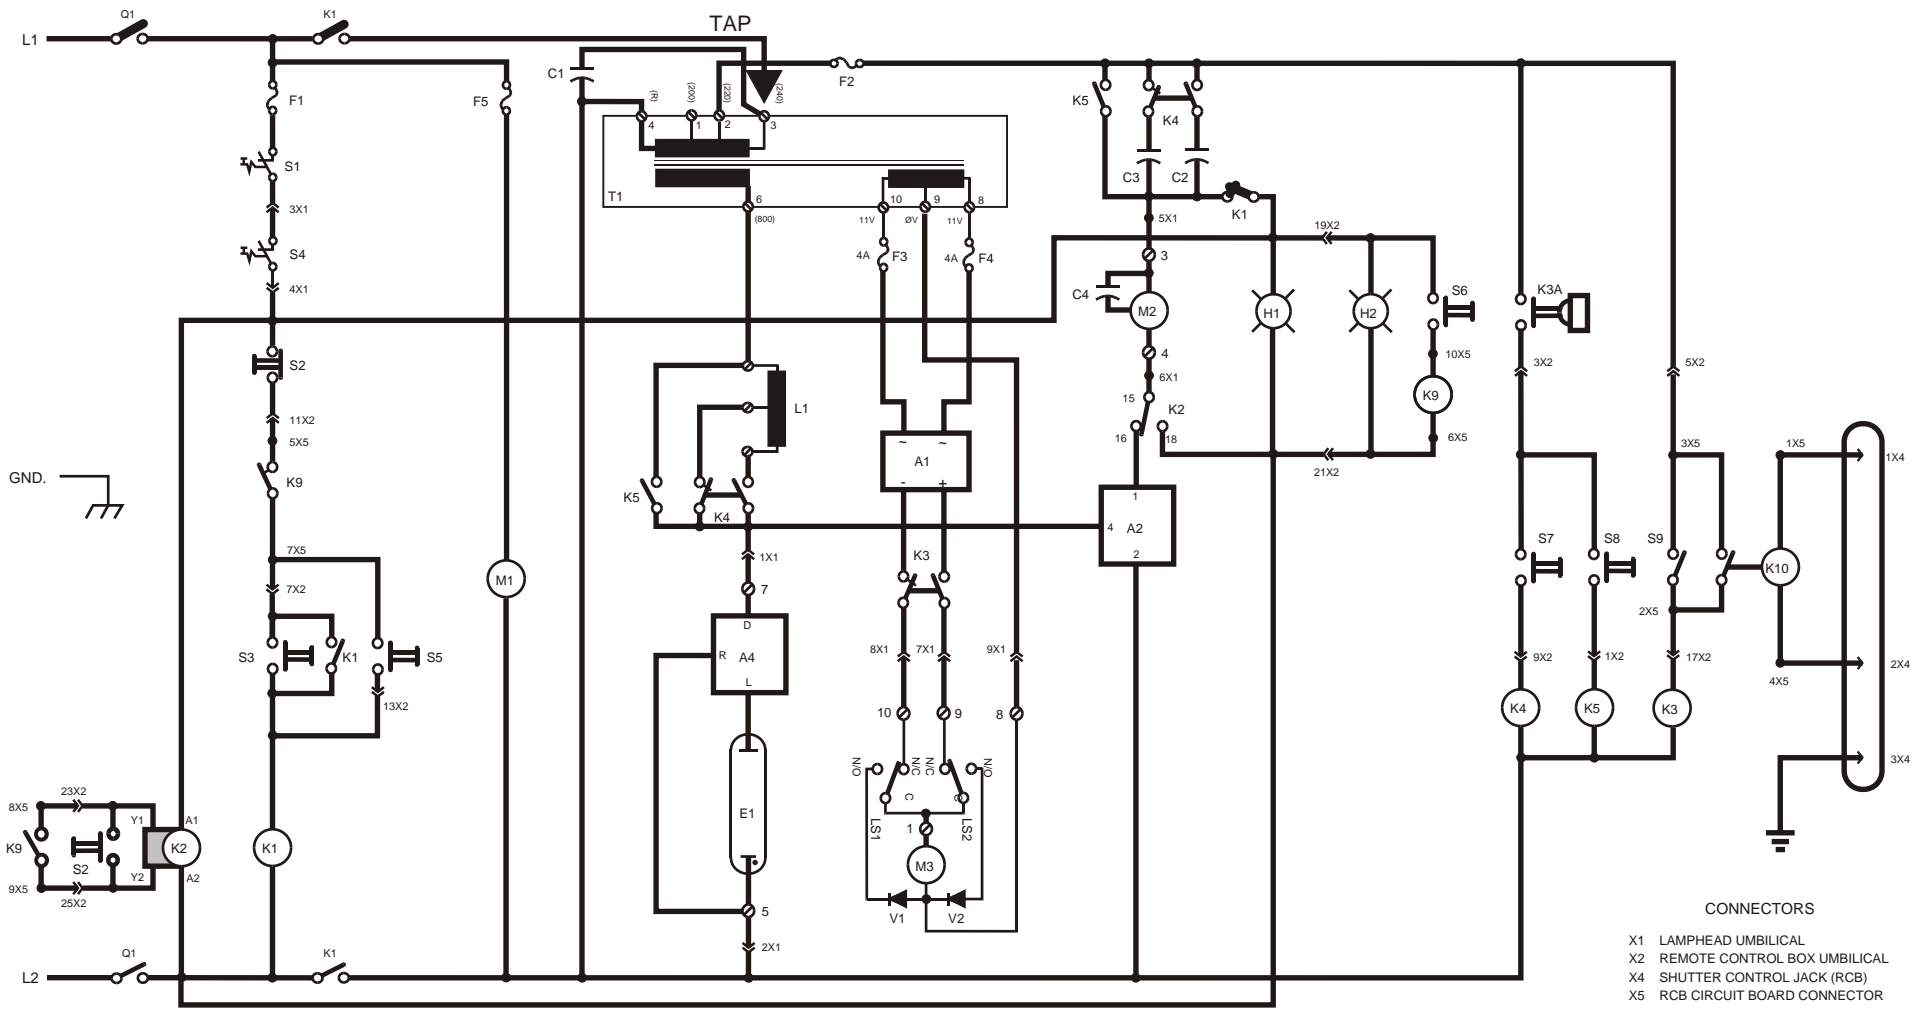 TAP
Q1
K1
L1
C1
F2
F1
F5
(R)
(200)
(220)
(240)
K5
K4
4
1
2
3
S1
C3
C2
T1
6
10
9
8
3X1
(800)
11V
ØV
11V
K1
5X1
19X2
S4
4A
F3
4A
F4
3
4X1
C4
M2
H1
H2
S6
K3A
4
10X5
3X2
5X2
S2
6X1
L1
15
K2
K9
11X2
16
18
6X5
5X5
~
~
3X5
1X5
1X4
A1
21X2
GND.
K9
-
+
K5
K4
1
4
A2
2
7X5
1X1
K3
S7
S8
S9
K10
M1
7X2
7
2X5
D
S3
K1
S5
R
A4
L
8X1
7X1
9X1
9X2
1X2
17X2
2X4
4X5
13X2
10
9
8
K4
K5
K3
3X4
N/O
N/C
N/C
N/O
23X2
C
C
8X5
Y1
A1
E1
LS1
1
LS2
K9
S2
K2
K1
M3
Y2
A2
9X5
25X2
V1
V2
5
CONNECTORS
2X1
Q1
K1
L2
X1 LAMPHEAD UMBILICAL
X2 REMOTE CONTROL BOX UMBILICAL
X4 SHUTTER CONTROL JACK (RCB)
X5 RCB CIRCUIT BOARD CONNECTOR